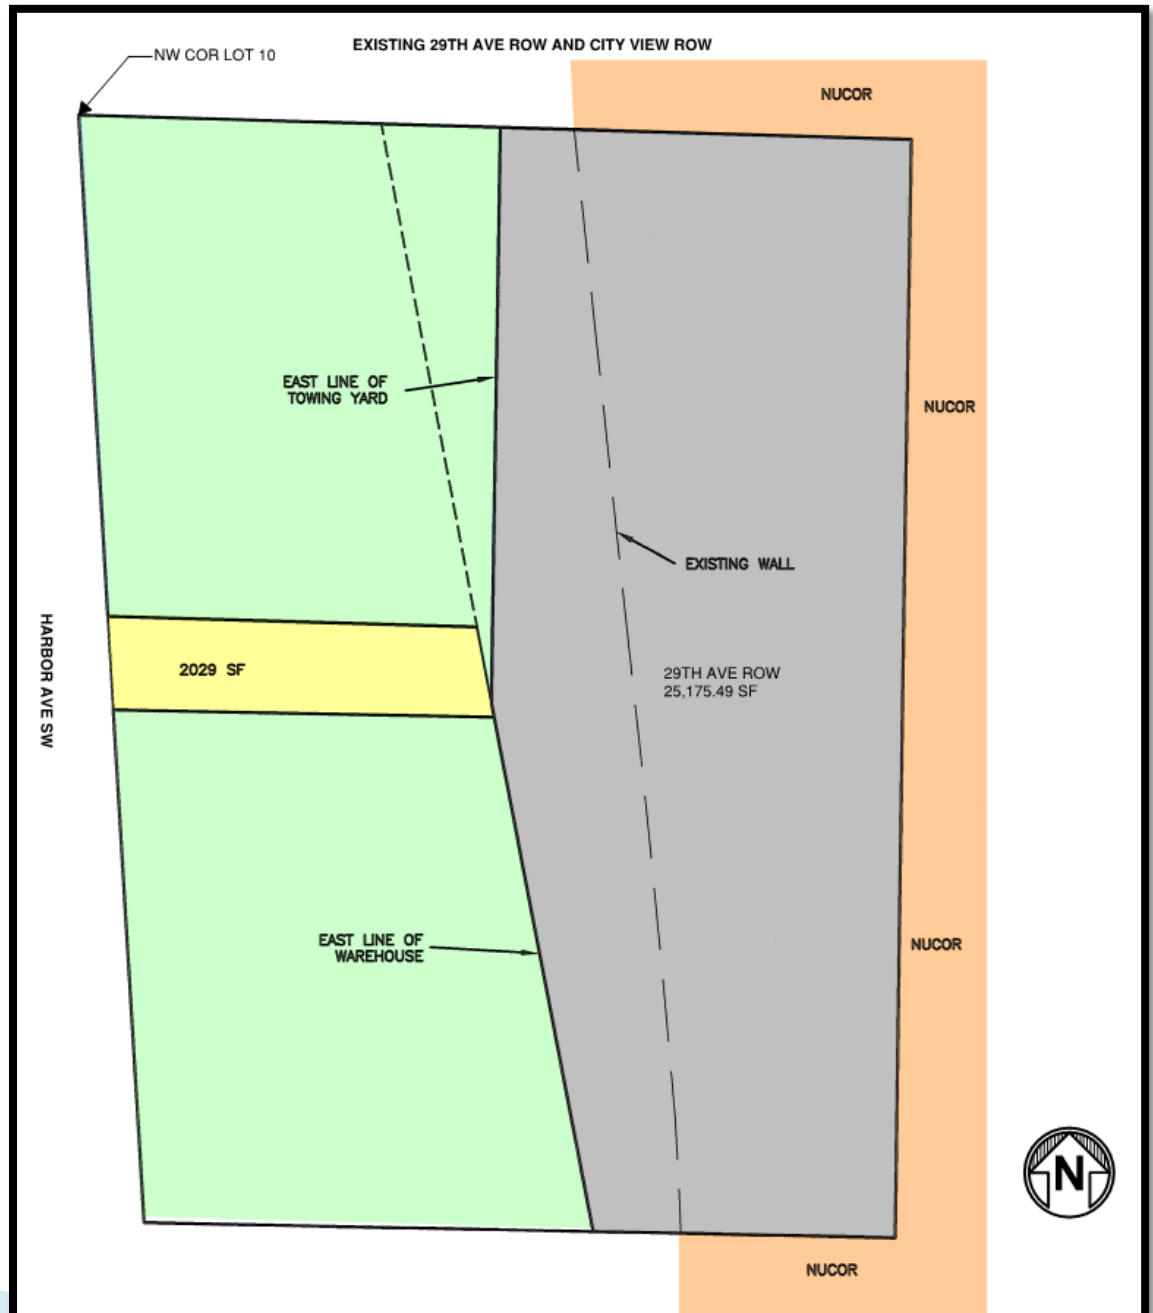 EXISTING 29TH AVE ROW AND CITY VIEW ROW
NW COR LOT 10
NUCOR
EAST LINE OF
TOWING YARD
NUCOR
EXISTING WALL
HARBOR AVE SW
2029 SF
29TH AVE ROW
25,175.49 SF
EAST LINE OF
WAREHOUSE
NUCOR
N
NUCOR